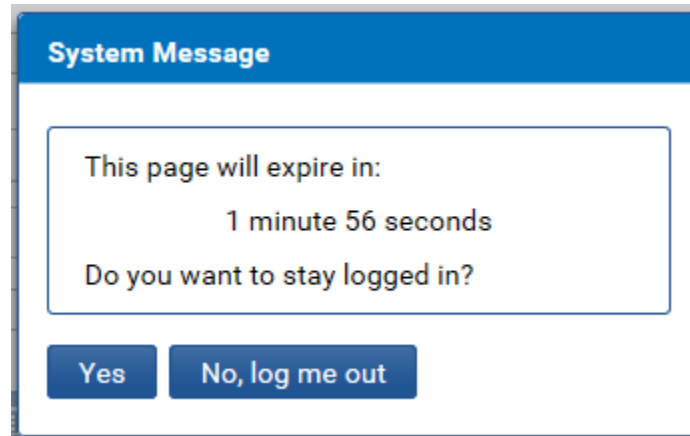 System Message
This page will expire in:
1 minute 56 seconds
Do you want to stay logged in?
Yes
No, log me out